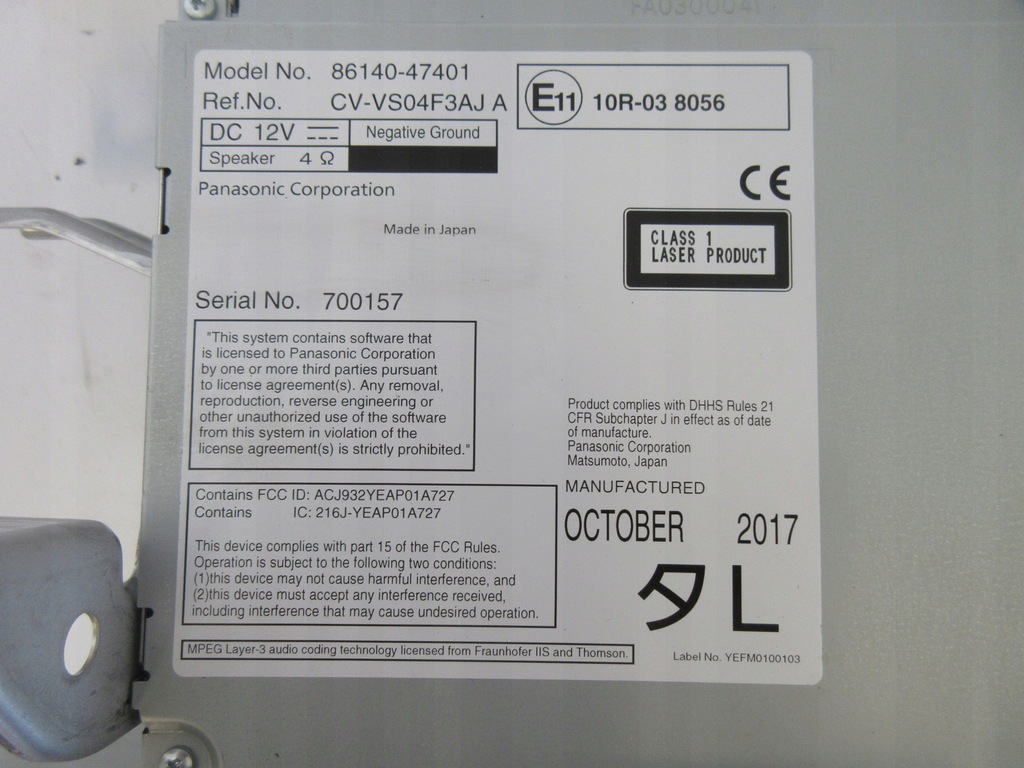 FA030004
Model No. 86140-47401
Ref.No. CV-VS04F3AJ A
E11 10R-03 8056
DC 12V ⎓ Negative Ground
Speaker 4 Ω
Panasonic Corporation
CE
Made in Japan
CLASS 1
LASER PRODUCT
Serial No. 700157
"This system contains software that
is licensed to Panasonic Corporation
by one or more third parties pursuant
to license agreement(s). Any removal,
reproduction, reverse engineering or
other unauthorized use of the software
from this system in violation of the
license agreement(s) is strictly prohibited."
Product complies with DHHS Rules 21
CFR Subchapter J in effect as of date
of manufacture.
Panasonic Corporation
Matsumoto, Japan
MANUFACTURED
OCTOBER 2017
タ L
Contains FCC ID: ACJ932YEAP01A727
Contains IC: 216J-YEAP01A727
This device complies with part 15 of the FCC Rules.
Operation is subject to the following two conditions:
(1)this device may not cause harmful interference, and
(2)this device must accept any interference received,
including interference that may cause undesired operation.
MPEG Layer-3 audio coding technology licensed from Fraunhofer IIS and Thomson.
Label No. YEFM0100103